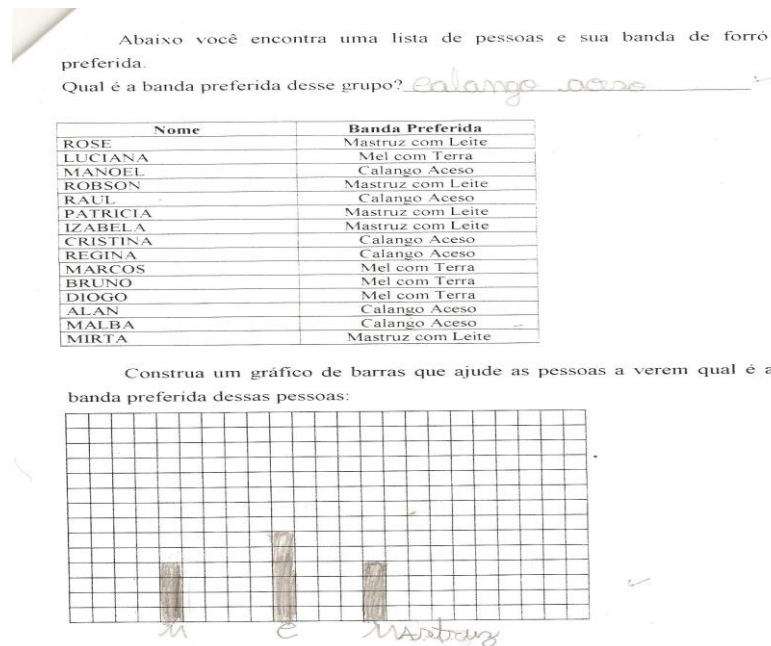 Abaixo você encontra uma lista de pessoas e sua banda de forró
preferida.
Qual é a banda preferida desse grupo? Calango aceso
Nome Banda Preferida
ROSE Mastruz com Leite
LUCIANA Mel com Terra
MANOEL Calango Aceso
ROBSON Mastruz com Leite
RAUL Calango Aceso
PATRICIA Mastruz com Leite
IZABELA Mastruz com Leite
CRISTINA Calango Aceso
REGINA Calango Aceso
MARCOS Mel com Terra
BRUNO Mel com Terra
DIOGO Mel com Terra
ALAN Calango Aceso
MALBA Calango Aceso
MIRTA Mastruz com Leite
Construa um gráfico de barras que ajude as pessoas a verem qual é a
banda preferida dessas pessoas:
M C MAstruz